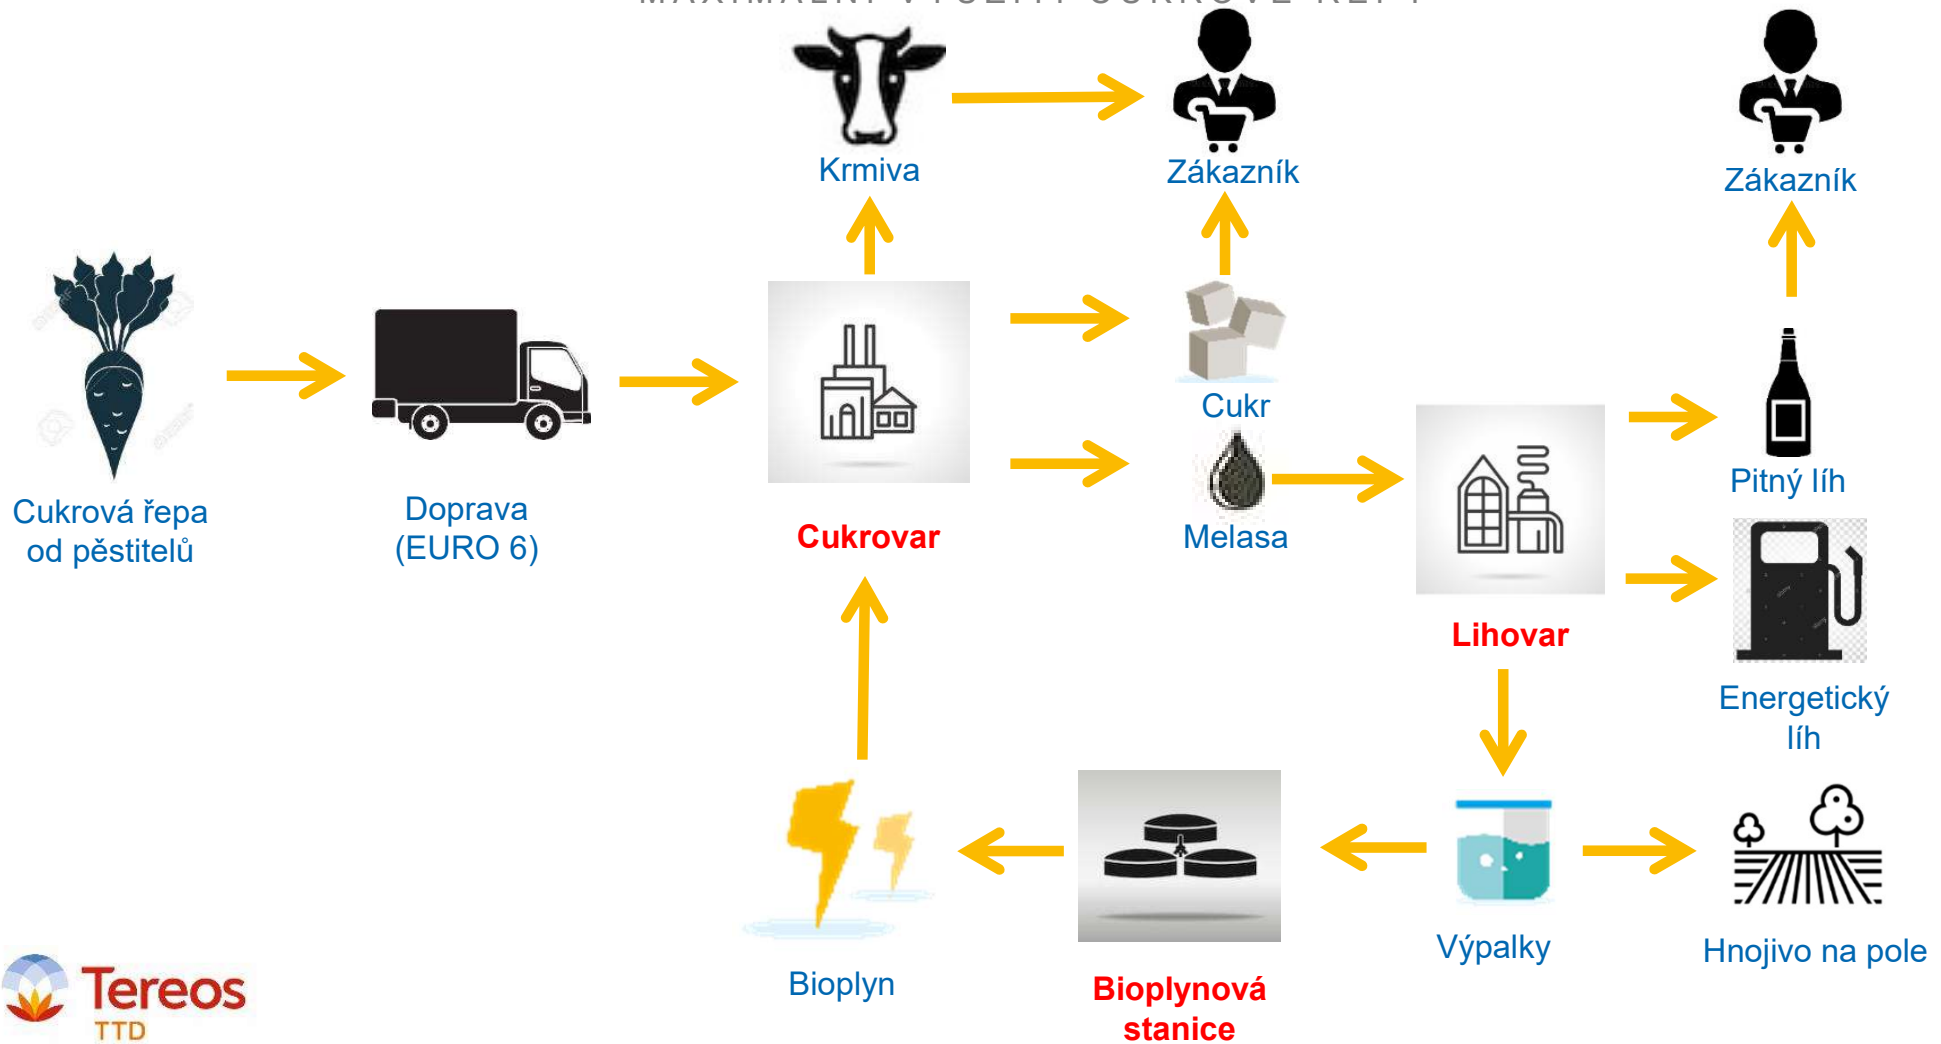 Krmiva
Zákazník
Zákazník
Cukr
Pitný líh
Cukrová řepa
od pěstitelů
Doprava
(EURO 6)
Cukrovar
Melasa
Lihovar
Energetický
líh
Výpalky
Hnojivo na pole
Bioplyn
Bioplynová
stanice
Tereos
TTD